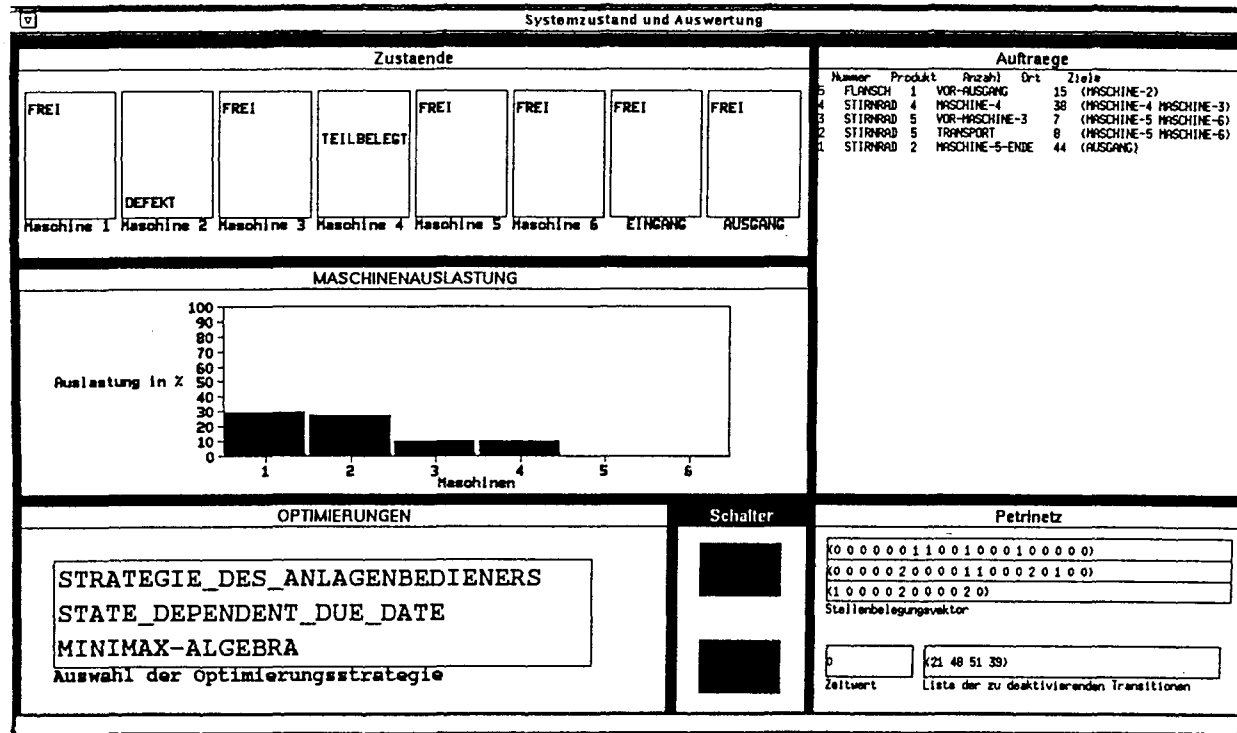 Systemzustand und Auswertung
Zustaende
FREI FREI FREI FREI FREI FREI
TEILBELEGT
DEFEKT
Maschine 1 Maschine 2 Maschine 3 Maschine 4 Maschine 5 Maschine 6 EINGANG AUSGANG
Auftraege
Nummer Produkt Anzahl Ort Ziele
5 FLANSCH 1 VOR-AUSGANG 15 (MASCHINE-2)
4 STIRNRAD 4 MASCHINE-4 38 (MASCHINE-4 MASCHINE-3)
3 STIRNRAD 5 VOR-MASCHINE-3 7 (MASCHINE-5 MASCHINE-6)
2 STIRNRAD 5 TRANSPORT 8 (MASCHINE-5 MASCHINE-6)
1 STIRNRAD 2 MASCHINE-5-ENDE 44 (AUSGANG)
MASCHINENAUSLASTUNG
100
90
80
70
60
Auslastung in % 50
40
30
20
10
0
1 2 3 4 5 6
Maschinen
OPTIMIERUNGEN
STRATEGIE_DES_ANLAGENBEDIENERS
STATE_DEPENDENT_DUE_DATE
MINIMAX-ALGEBRA
Auswahl der Optimierungsstrategie
Schalter
Petrinetz
(0 0 0 0 0 0 1 1 0 0 1 0 0 0 1 0 0 0 0 0)
(0 0 0 0 0 2 0 0 0 0 1 1 0 0 0 2 0 1 0 0)
(1 0 0 0 0 2 0 0 0 0 2 0)
Stellenbelegungsvektor
0 (21 48 51 39)
Zeitwert Liste der zu deaktivierenden Transitionen